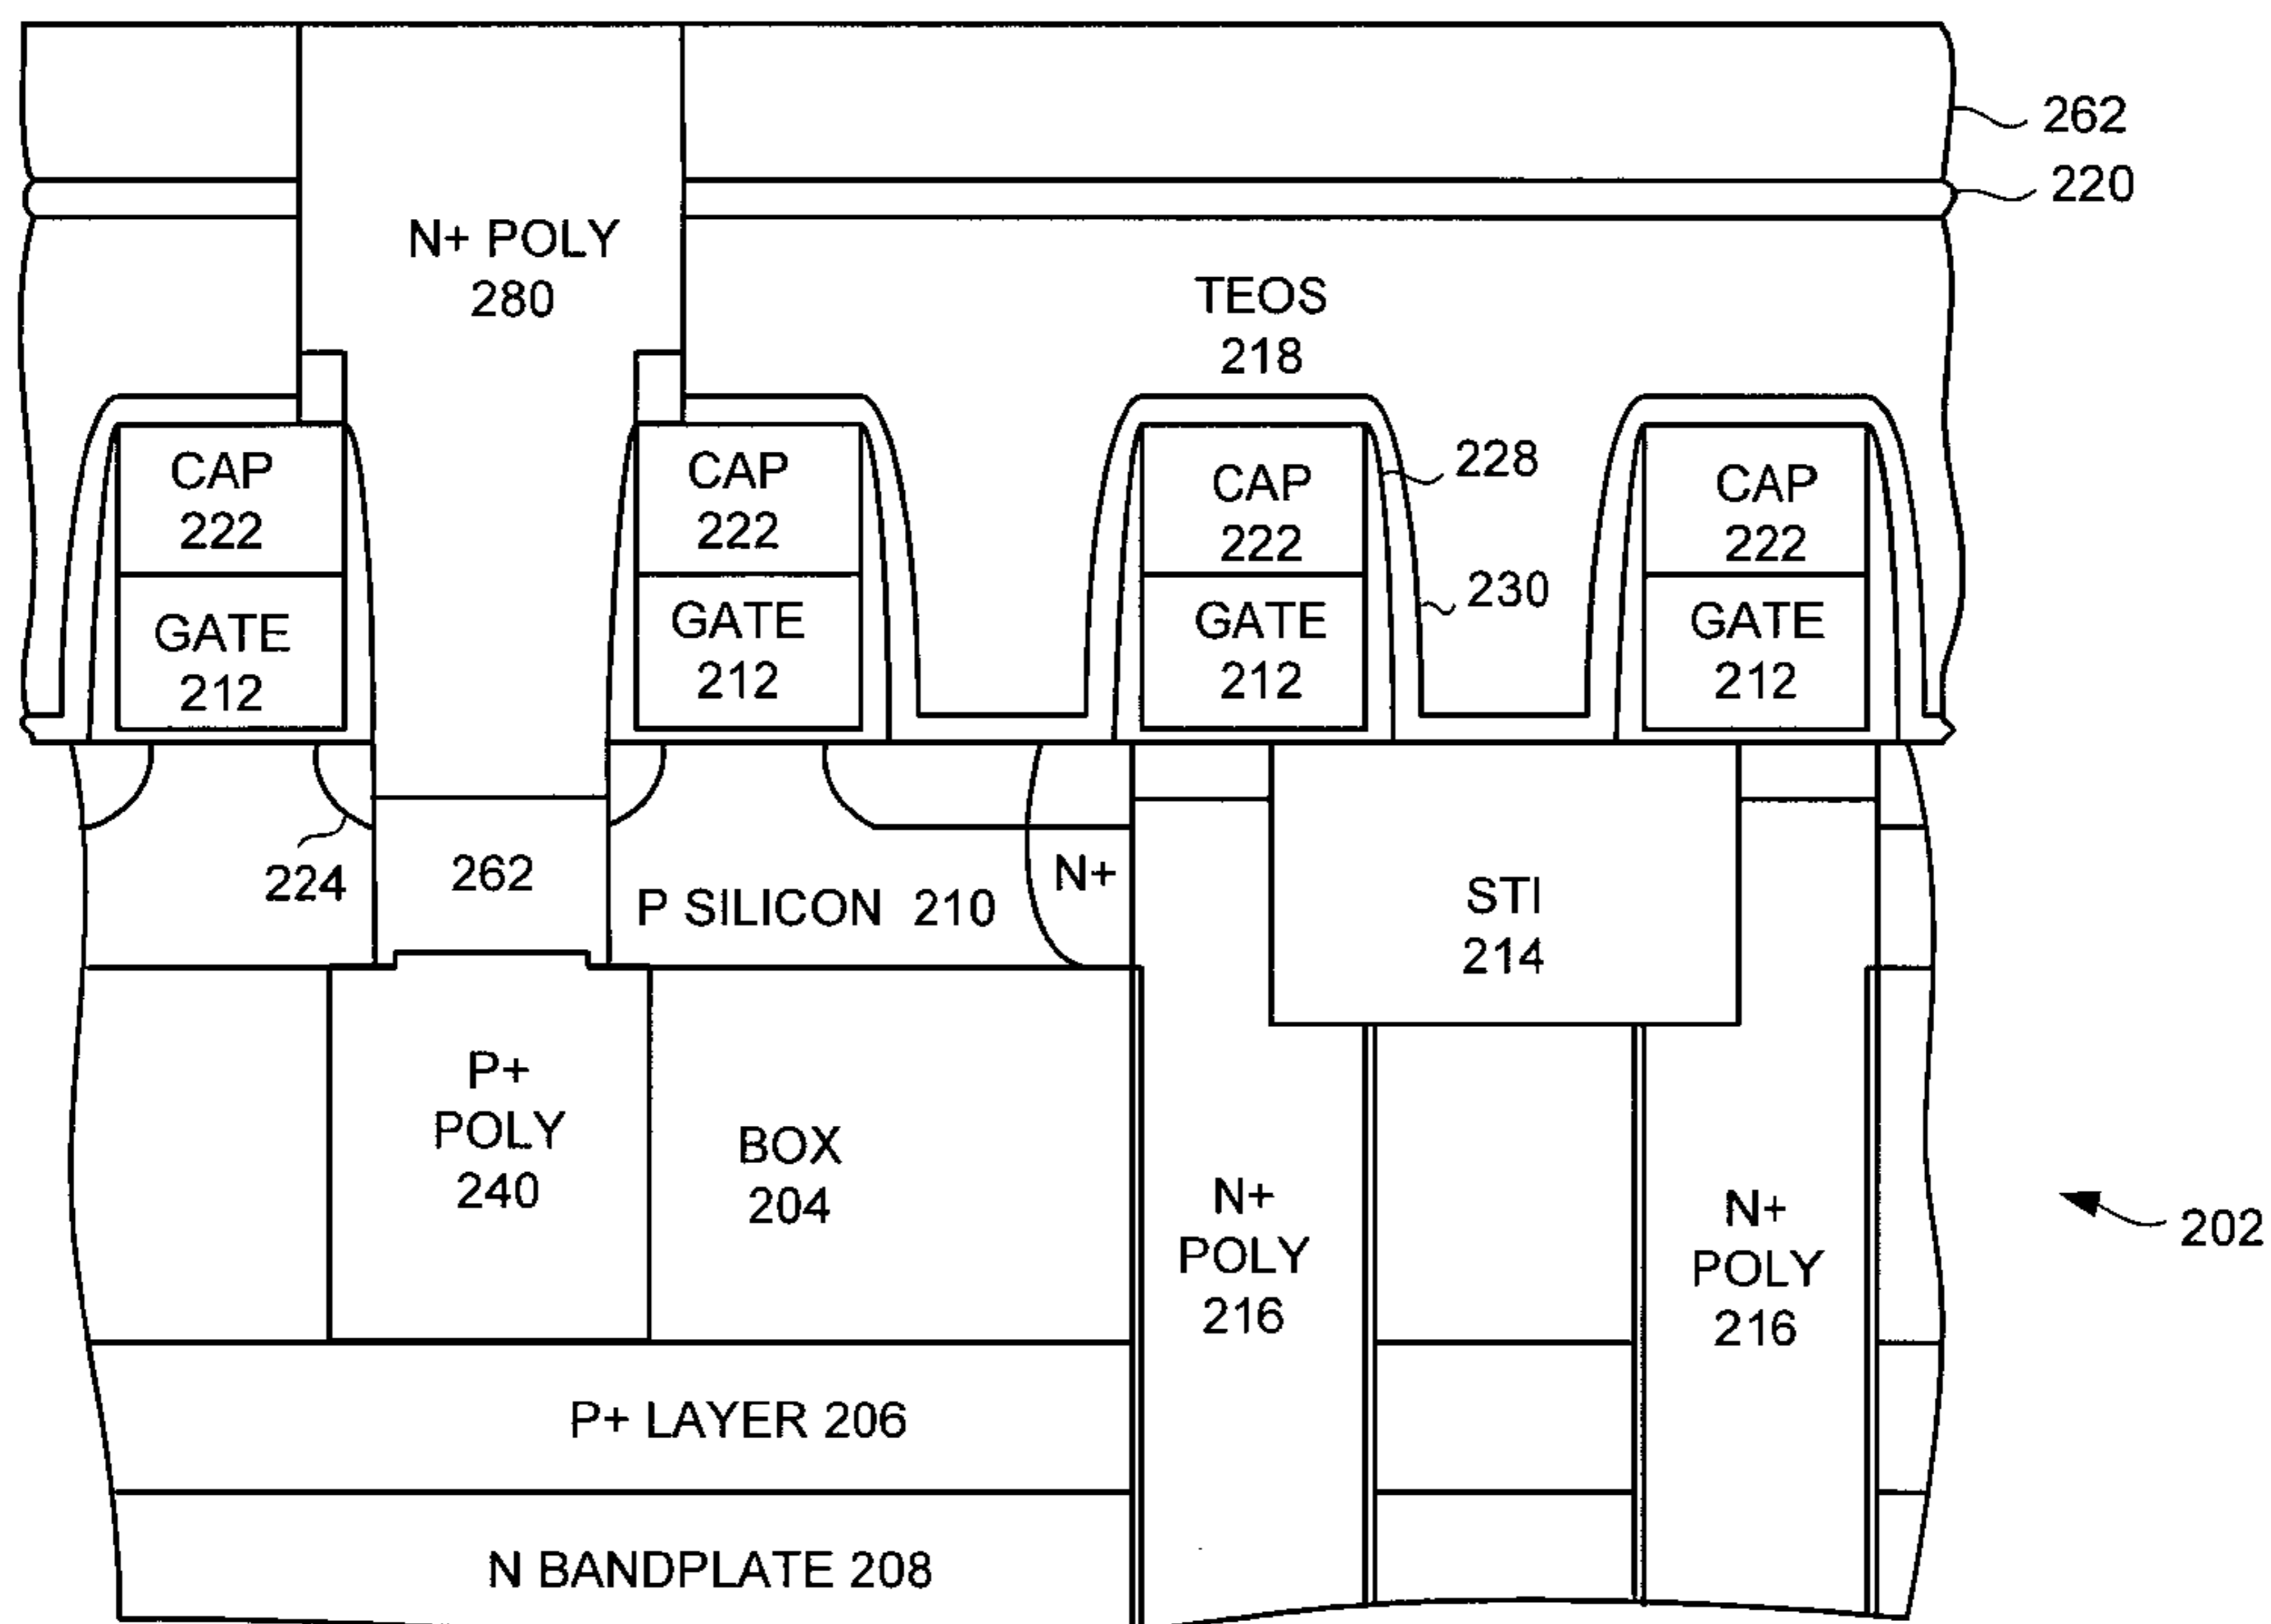 262
220
N+ POLY
280
TEOS
218
CAP
222
CAP
222
CAP
222
CAP
222
228
230
GATE
212
GATE
212
GATE
212
GATE
212
224
262
P SILICON 210
N+
STI
214
P+
POLY
240
BOX
204
N+
POLY
216
N+
POLY
216
202
P+ LAYER 206
N BANDPLATE 208